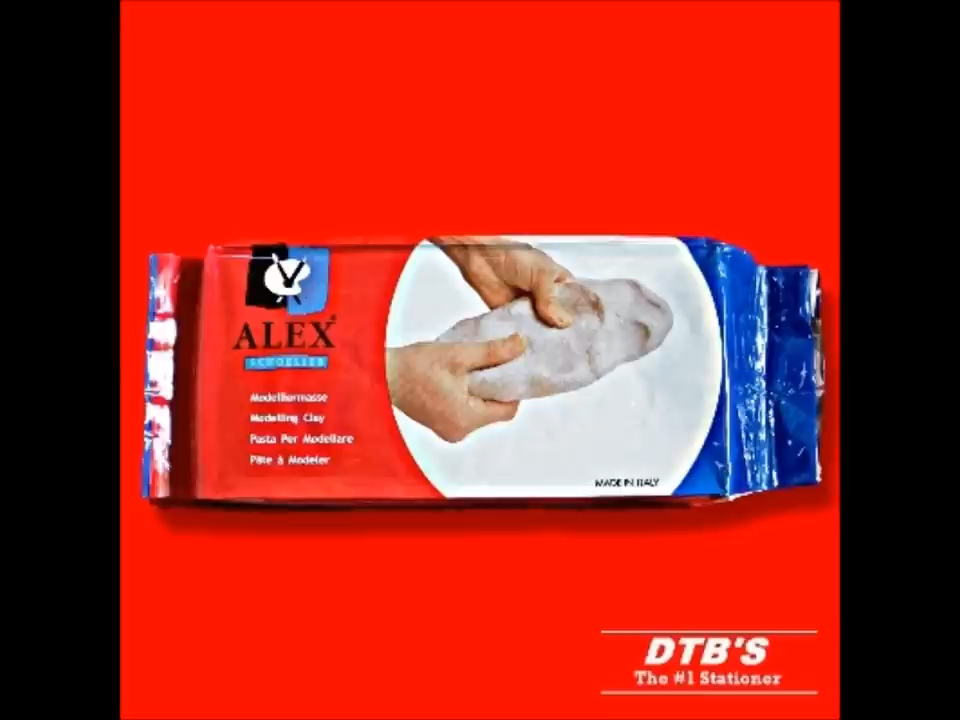 ALEX®
SCHOELLER
Modelliermasse
Modelling Clay
Pasta Per Modellare
Pâte à Modeler
MADE IN ITALY
DTB'S
The #1 Stationer